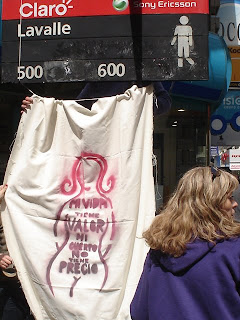 Claro
Sony Ericsson
Lavalle
500 600
MI VIDA
TIENE
VALOR
MI
CUERPO
NO
TIENE
PRECIO